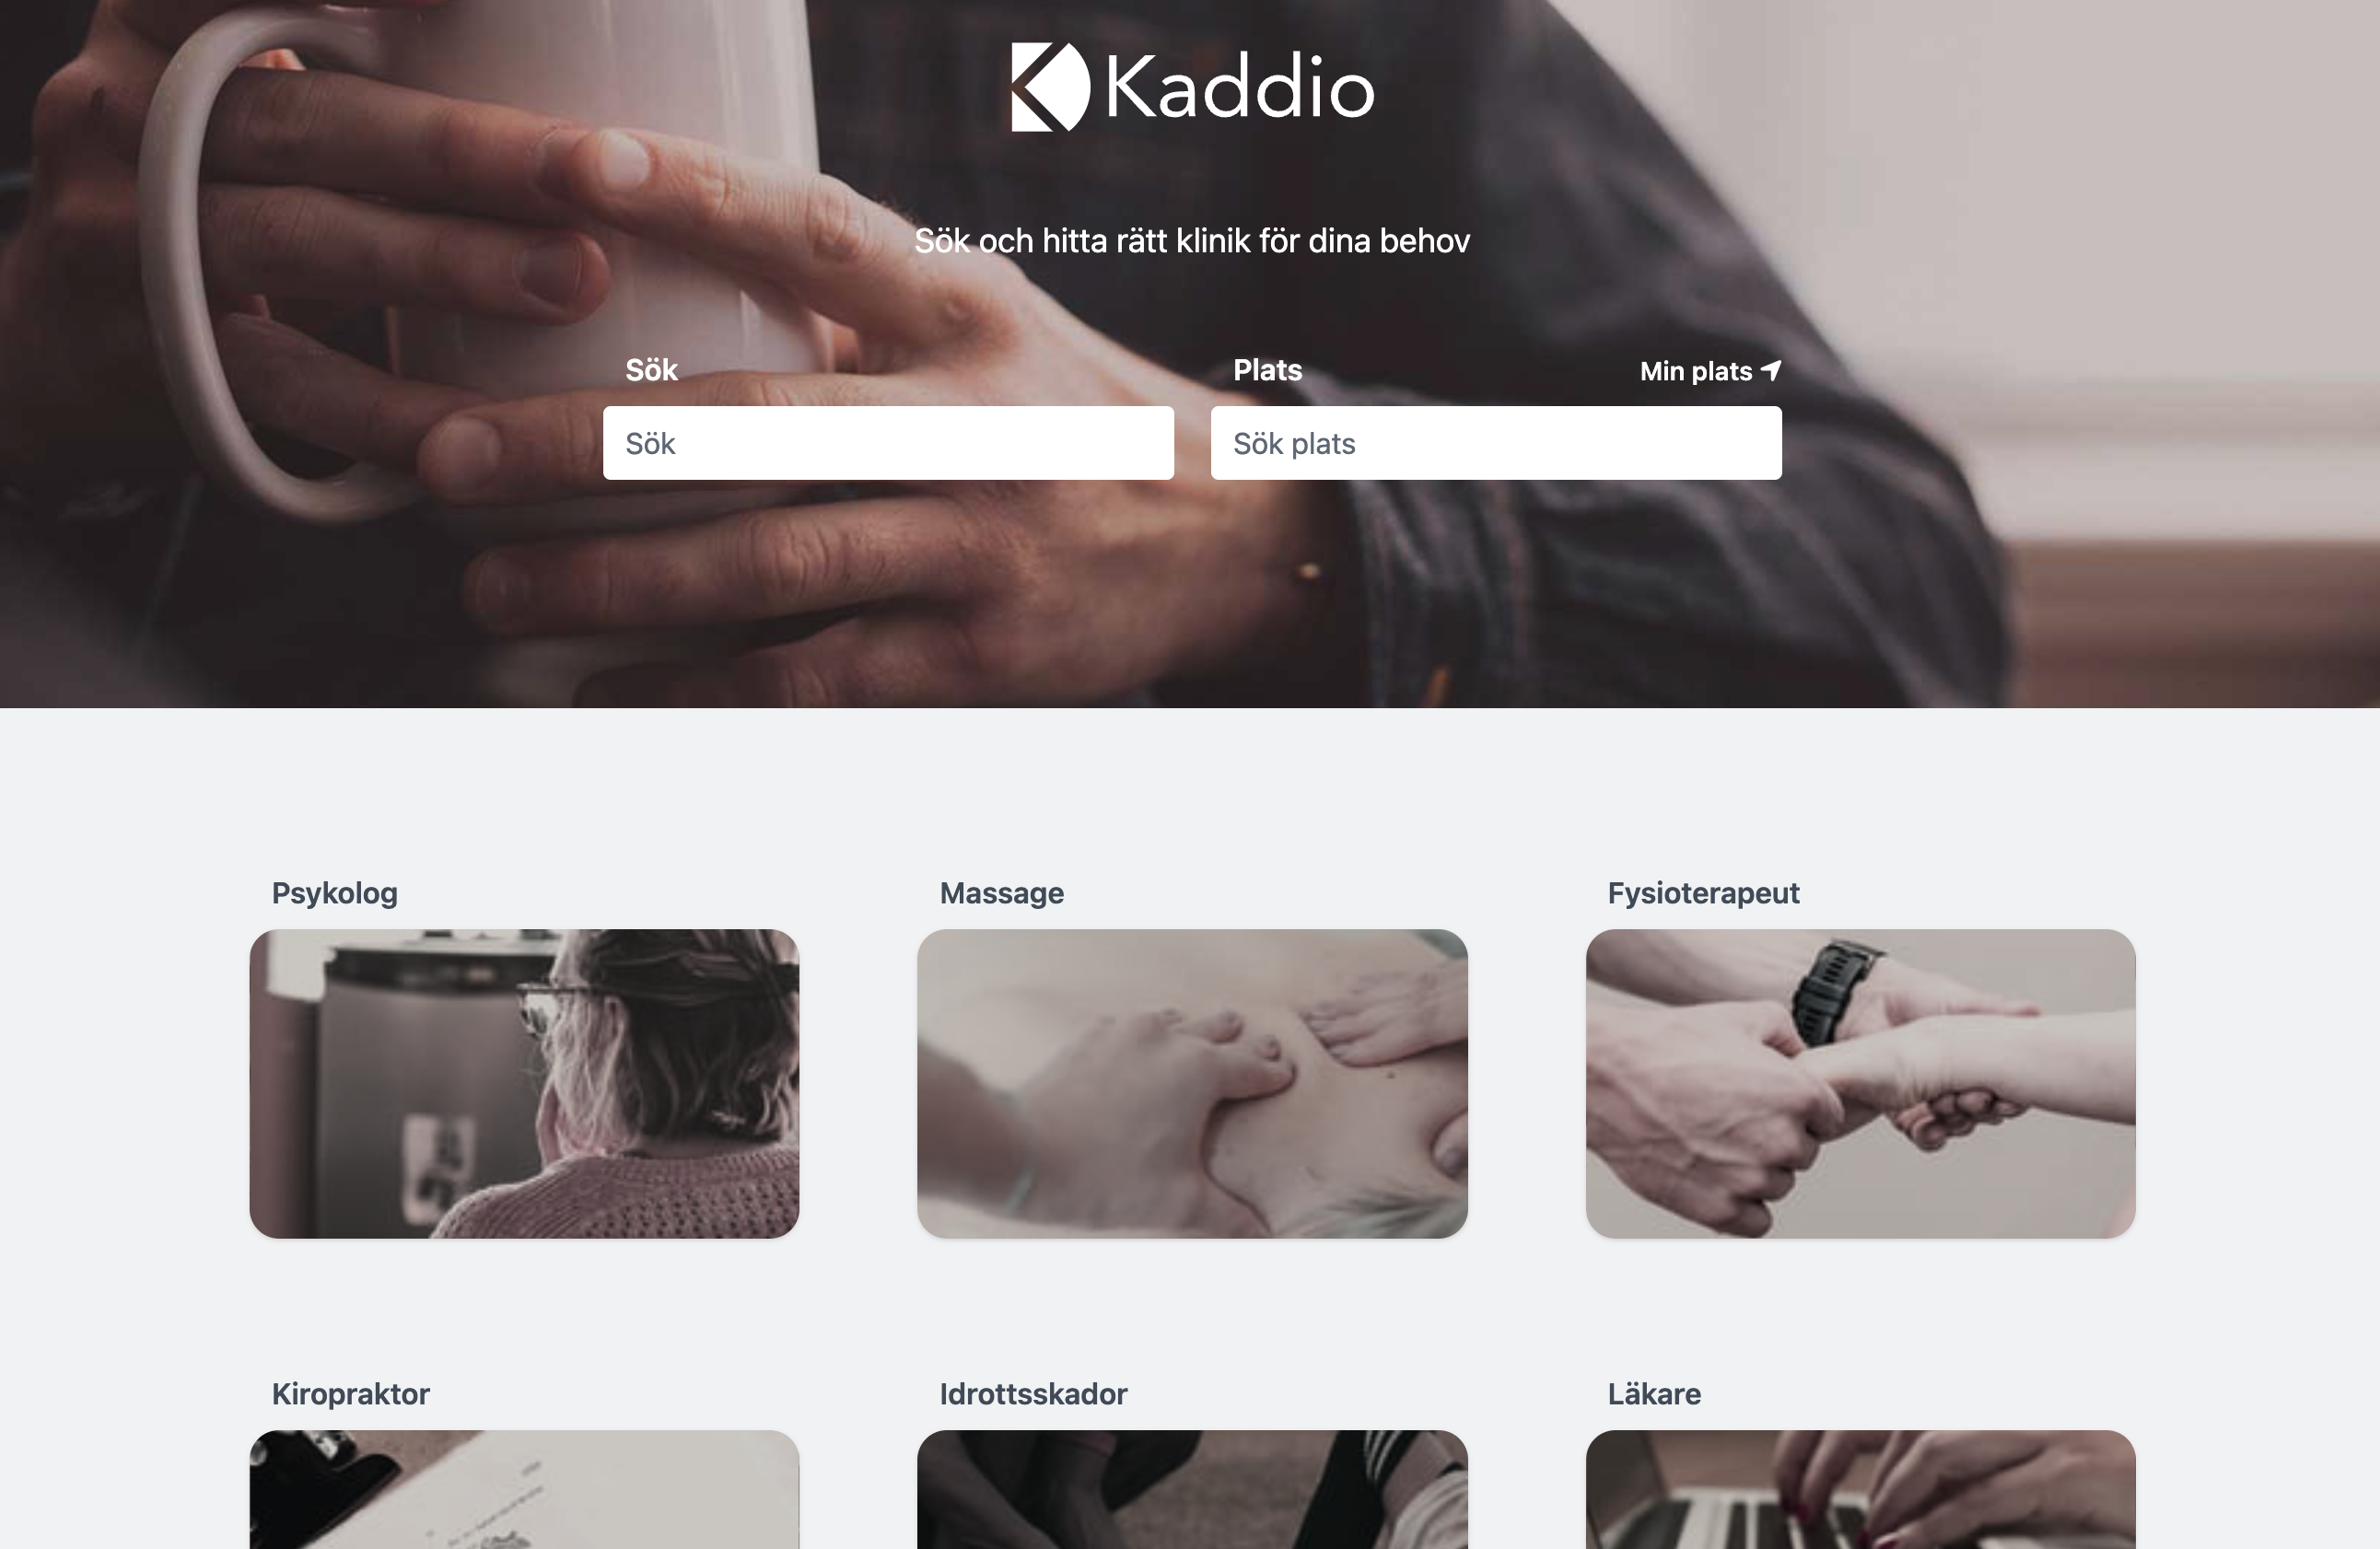 Kaddio
Sök och hitta rätt klinik för dina behov
Sök
Plats
Min plats
Sök
Sök plats
Psykolog
Massage
Fysioterapeut
Kiropraktor
Idrottsskador
Läkare